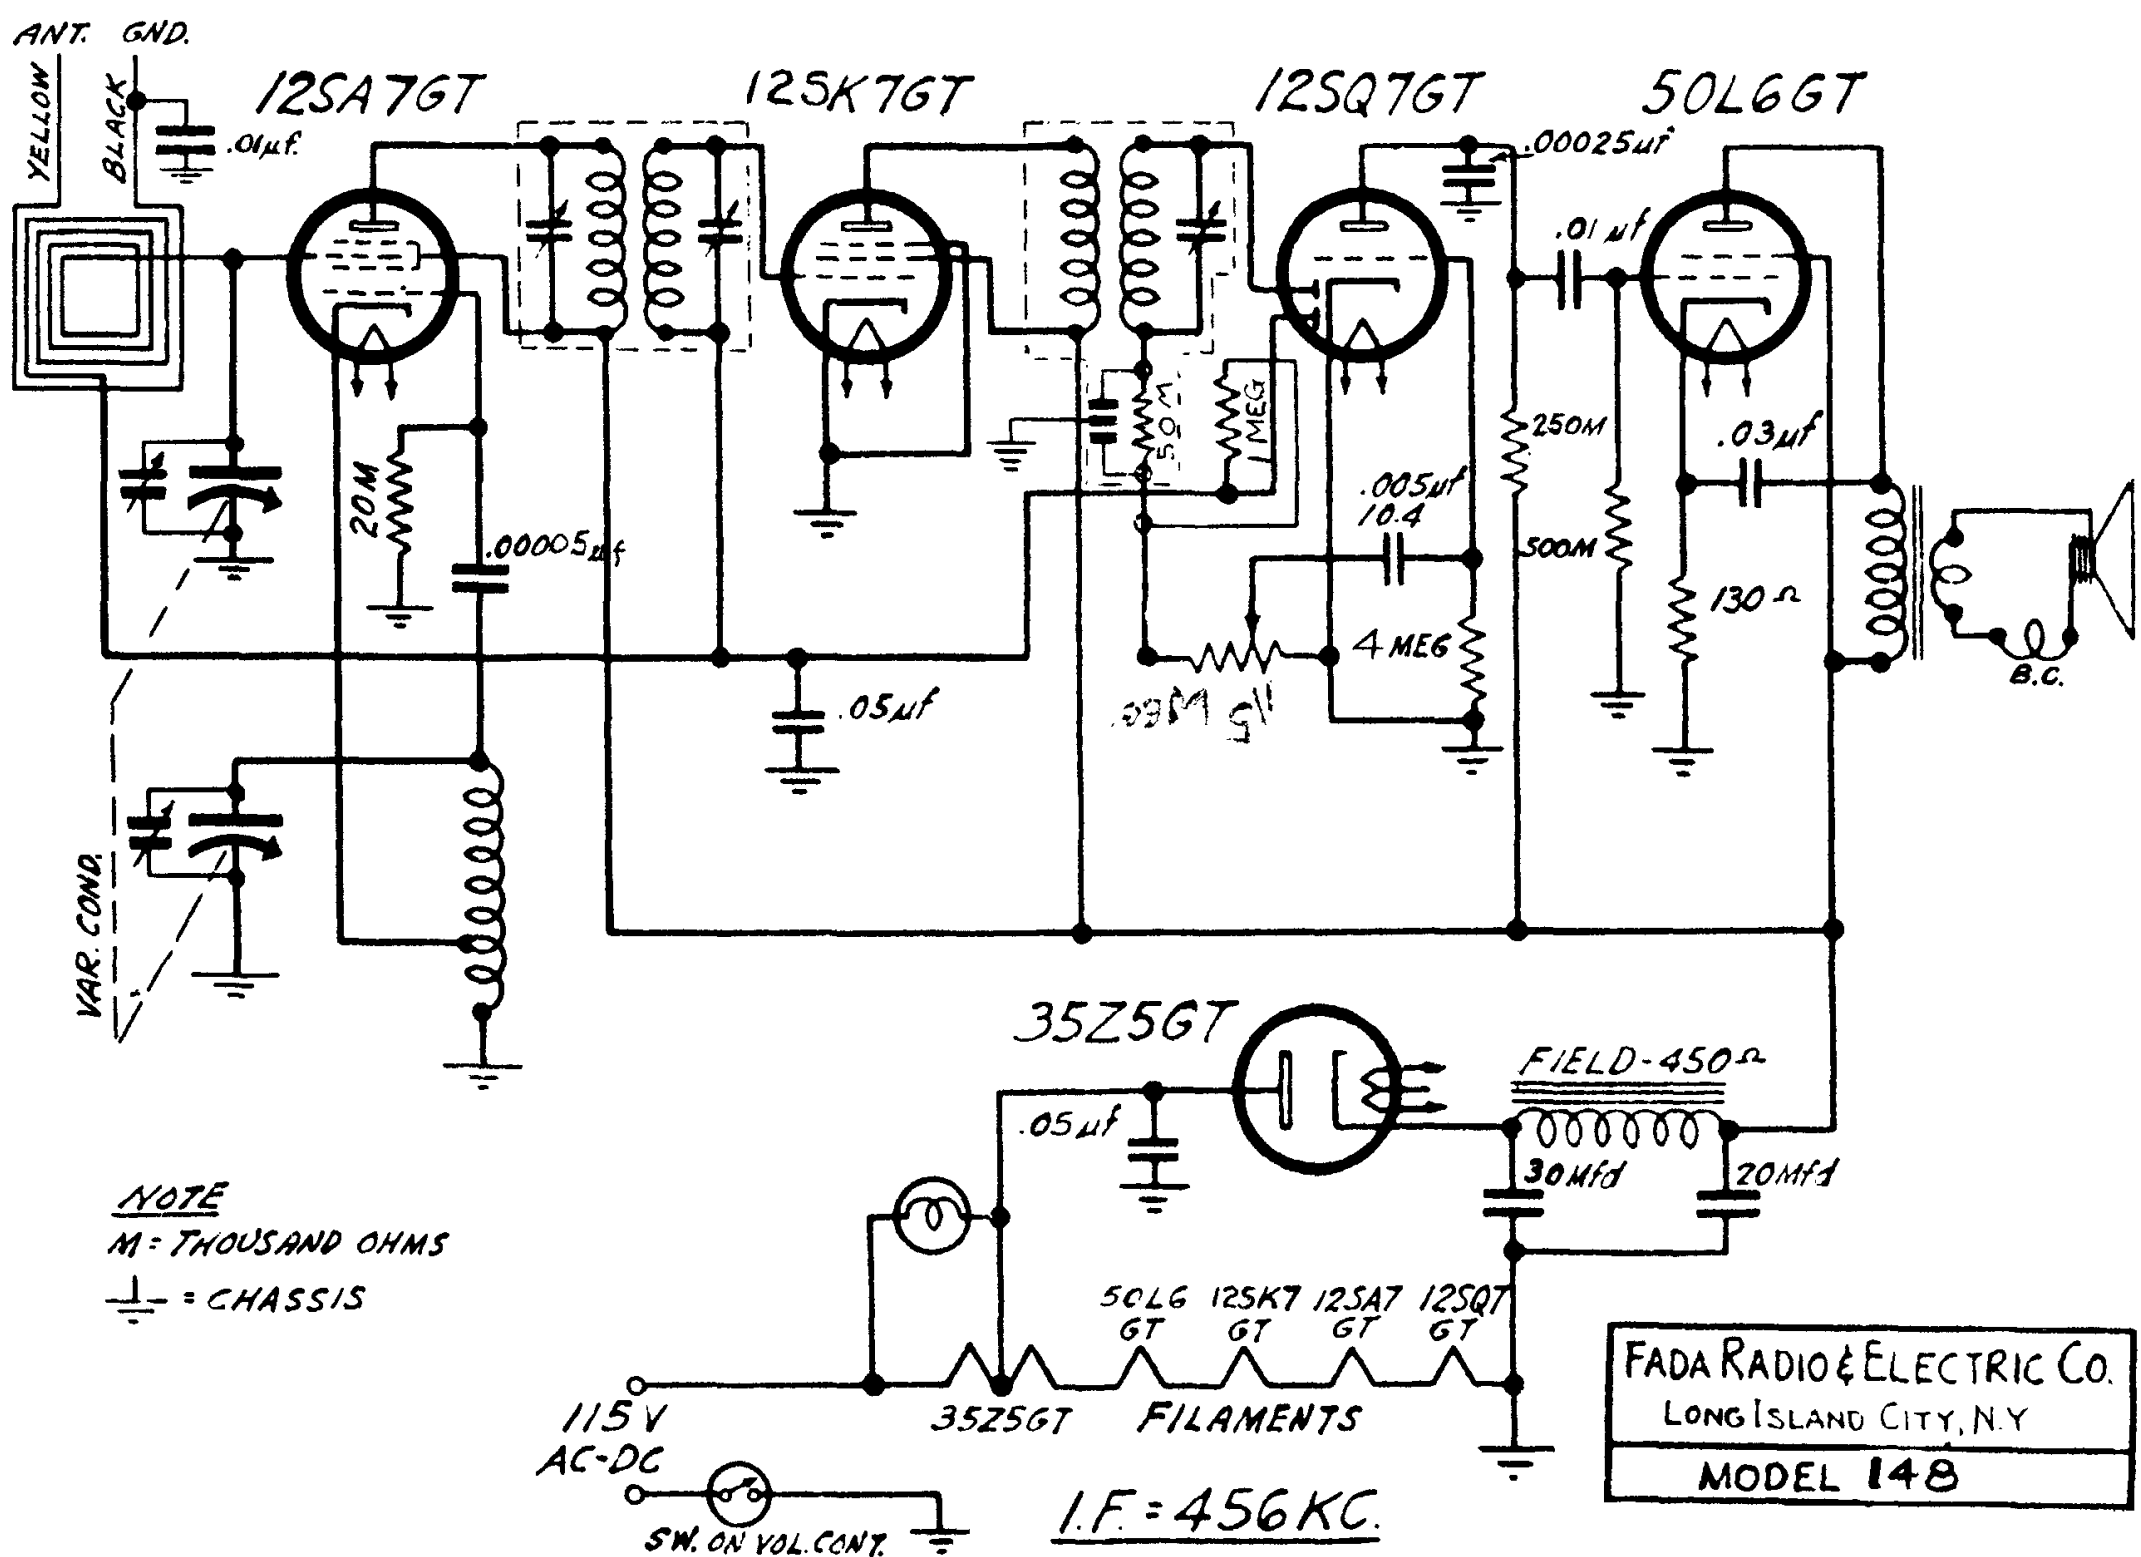 ANT. GND.
YELLOW
BLACK
.01µf.
12SA7GT
12SK7GT
12SQ7GT
50L6GT
.00025µf
.01µf
50M
1MEG
250M
.03µf
20M
.005µf
10.4
.00005µf
500M
130Ω
4 MEG
B.C.
.05µf
1/2 MEG.
VAR. COND.
35Z5GT
FIELD-450Ω
.05µf
30Mfd
20Mfd
NOTE
M = THOUSAND OHMS
= CHASSIS
50L6 GT
12SK7 GT
12SA7 GT
12SQ7 GT
115V
AC-DC
35Z5GT
FILAMENTS
SW. ON VOL. CONT.
I.F. = 456 KC.
FADA RADIO & ELECTRIC CO.
LONG ISLAND CITY, N.Y
MODEL 148